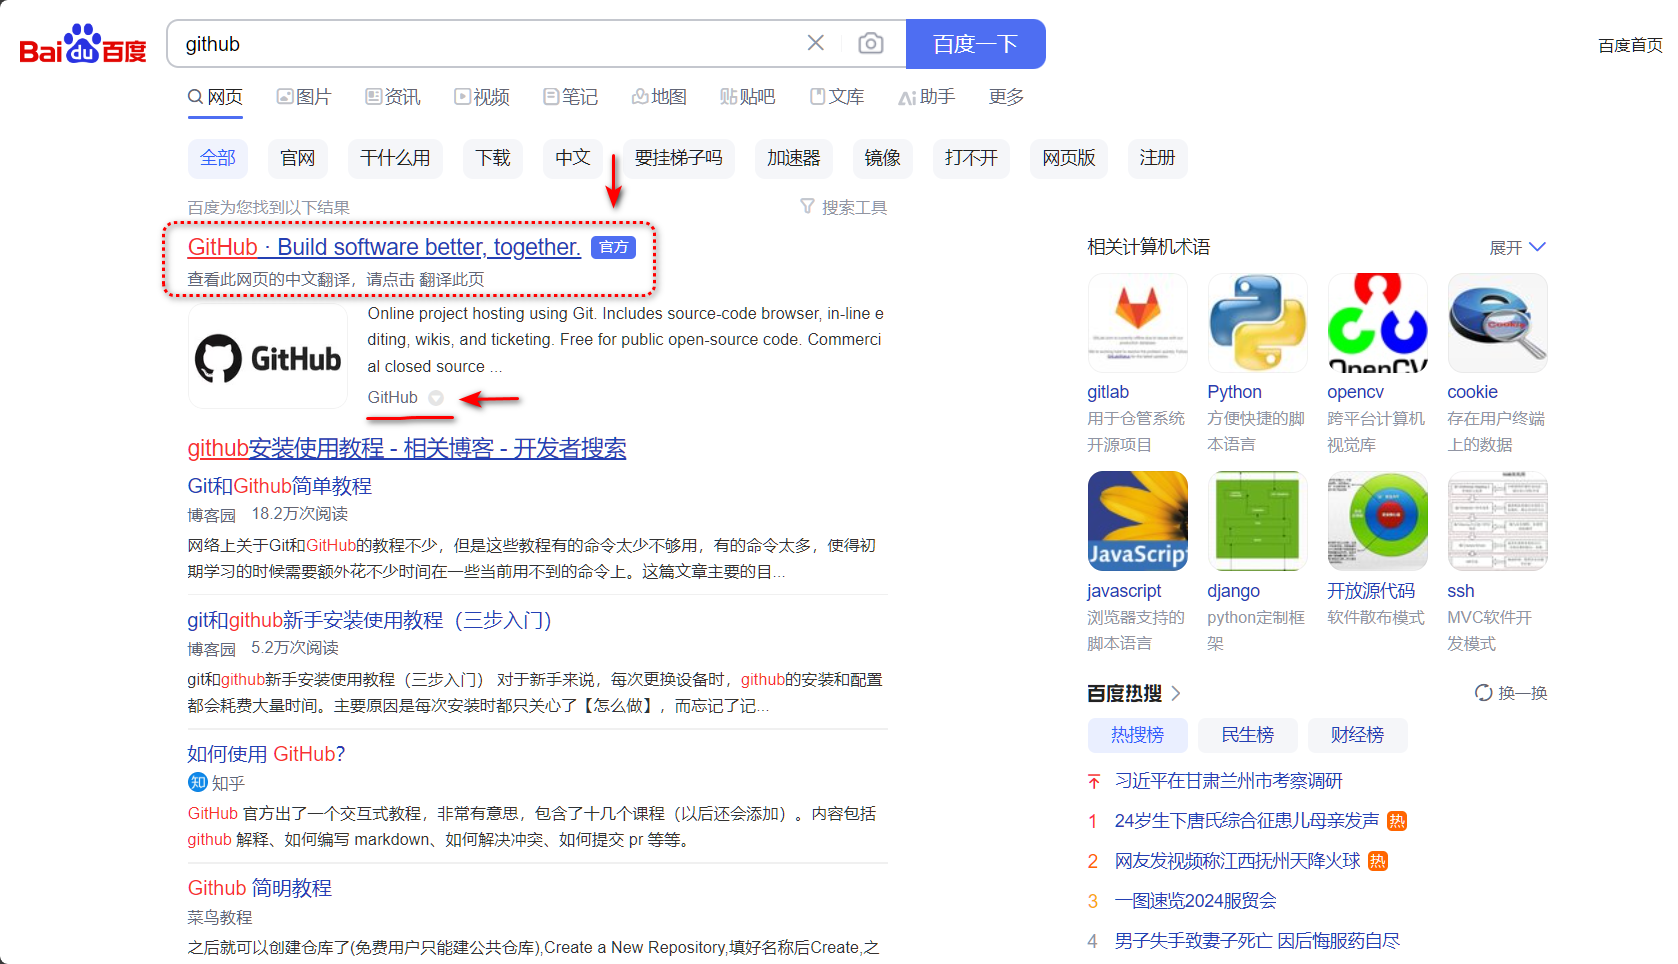 Bai du 百度
github
百度一下
百度首页
网页
图片
资讯
视频
笔记
地图
贴吧
文库
助手
更多
全部
官网
干什么用
下载
中文
要挂梯子吗
加速器
镜像
打不开
网页版
注册
百度为您找到以下结果
搜索工具
GitHub · Build software better, together. 官方
查看此网页的中文翻译，请点击 翻译此页
GitHub
Online project hosting using Git. Includes source-code browser, in-line e
diting, wikis, and ticketing. Free for public open-source code. Commerci
al closed source ...
GitHub
github安装使用教程 - 相关博客 - 开发者搜索
Git和Github简单教程
博客园 18.2万次阅读
网络上关于Git和GitHub的教程不少，但是这些教程有的命令太少不够用，有的命令太多，使得初
期学习的时候需要额外花不少时间在一些当前用不到的命令上。这篇文章主要的目...
git和github新手安装使用教程（三步入门）
博客园 5.2万次阅读
git和github新手安装使用教程（三步入门） 对于新手来说，每次更换设备时，github的安装和配置
都会耗费大量时间。主要原因是每次安装时都只关心了【怎么做】，而忘记了记...
如何使用 GitHub？
知 知乎
GitHub 官方出了一个交互式教程，非常有意思，包含了十几个课程（以后还会添加）。内容包括
github 解释、如何编写 markdown、如何解决冲突、如何提交 pr 等等。
Github 简明教程
菜鸟教程
之后就可以创建仓库了(免费用户只能建公共仓库),Create a New Repository,填好名称后Create,之
相关计算机术语
展开
OpenCV
Cookie
gitlab
用于仓管系统
开源项目
Python
方便快捷的脚
本语言
opencv
跨平台计算机
视觉库
cookie
存在用户终端
上的数据
JavaScript
javascript
浏览器支持的
脚本语言
django
python定制框
架
开放源代码
软件散布模式
ssh
MVC软件开
发模式
百度热搜
换一换
热搜榜
民生榜
财经榜
习近平在甘肃兰州市考察调研
1 24岁生下唐氏综合征患儿母亲发声 热
2 网友发视频称江西抚州天降火球 热
3 一图速览2024服贸会
4 男子失手致妻子死亡 因后悔服药自尽